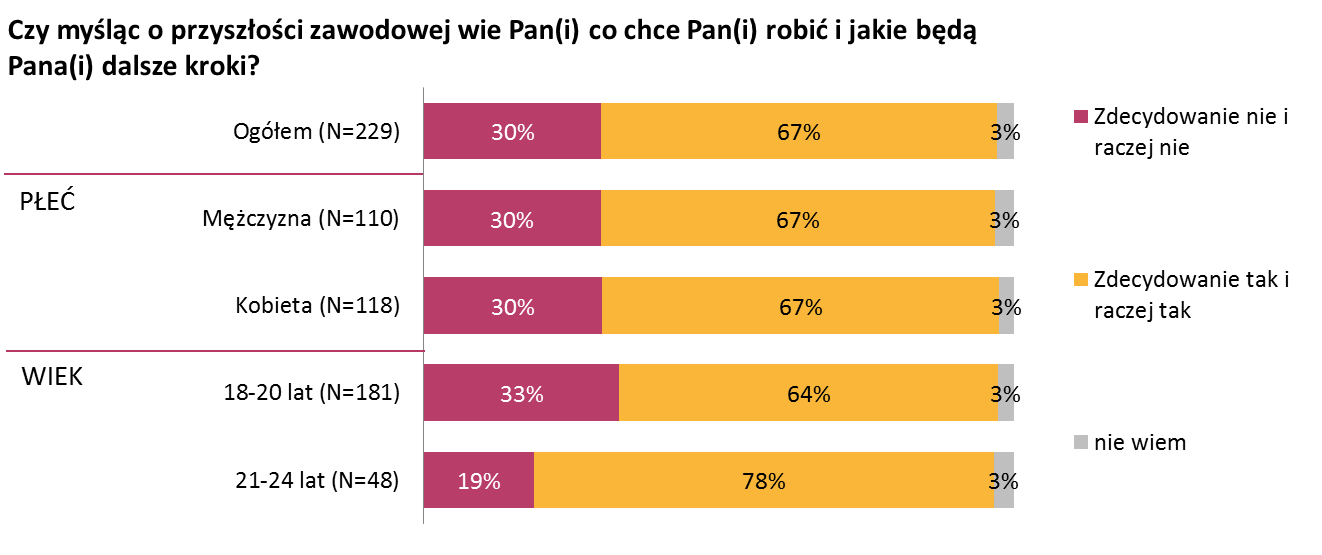 Czy myśląc o przyszłości zawodowej wie Pan(i) co chce Pan(i) robić i jakie będą
Pana(i) dalsze kroki?
Ogółem (N=229) 30% 67% 3%
PŁEĆ
Mężczyzna (N=110) 30% 67% 3%
Kobieta (N=118) 30% 67% 3%
WIEK
18-20 lat (N=181) 33% 64% 3%
21-24 lat (N=48) 19% 78% 3%
Zdecydowanie nie i
raczej nie
Zdecydowanie tak i
raczej tak
nie wiem